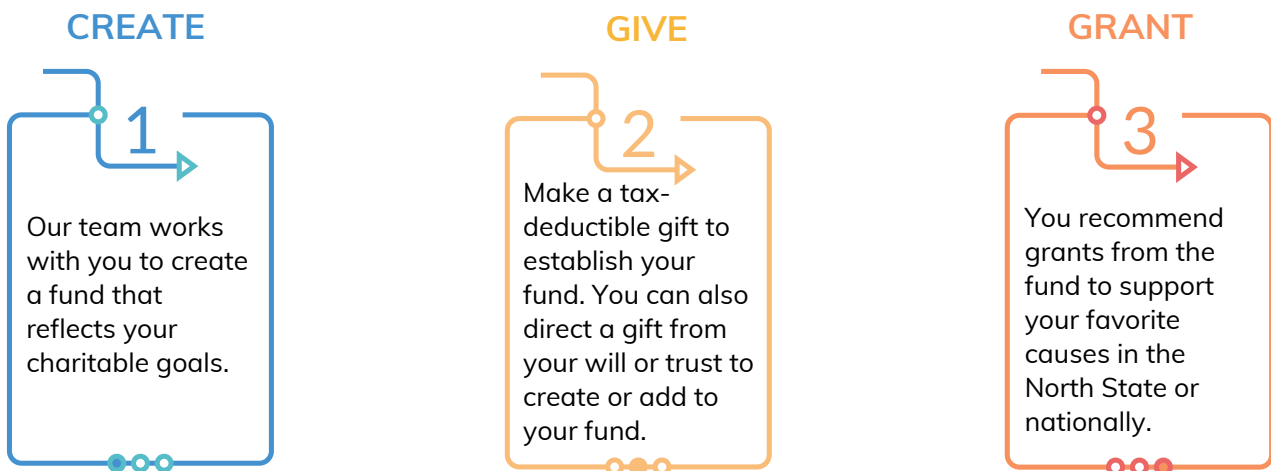 CREATE
1
Our team works
with you to create
a fund that
reflects your
charitable goals.
GIVE
2
Make a tax-
deductible gift to
establish your
fund. You can also
direct a gift from
your will or trust to
create or add to
your fund.
GRANT
3
You recommend
grants from the
fund to support
your favorite
causes in the
North State or
nationally.